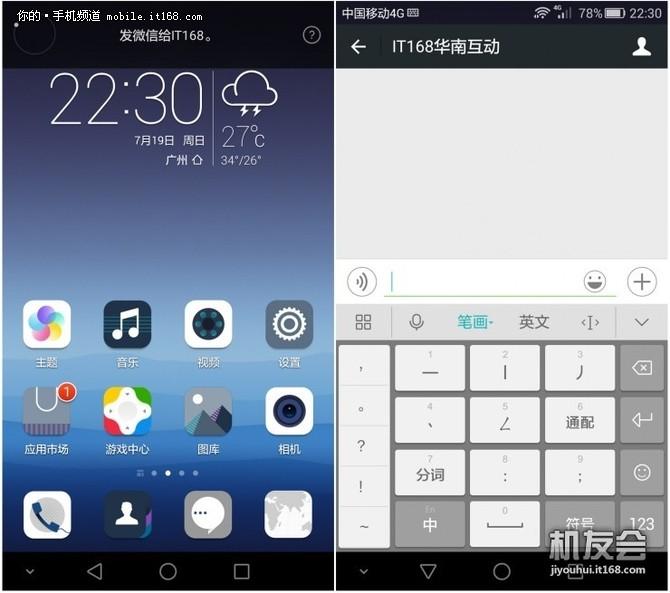 你的·手机频道 mobile.it168.com
发微信给IT168。
?
22:30
7月19日 周日
广州
27℃
34°/26°
主题
音乐
视频
设置
1
应用市场
游戏中心
图库
相机
中国移动4G
4G
78%
22:30
IT168华南互动
笔画
英文
,
。
?
!
~
1
一
2
丨
3
丿
4
、
5
𠃋
6
通配
7
分词
8
:
9
;
En
中
0
符号
123
机友会
jiyouhui.it168.com